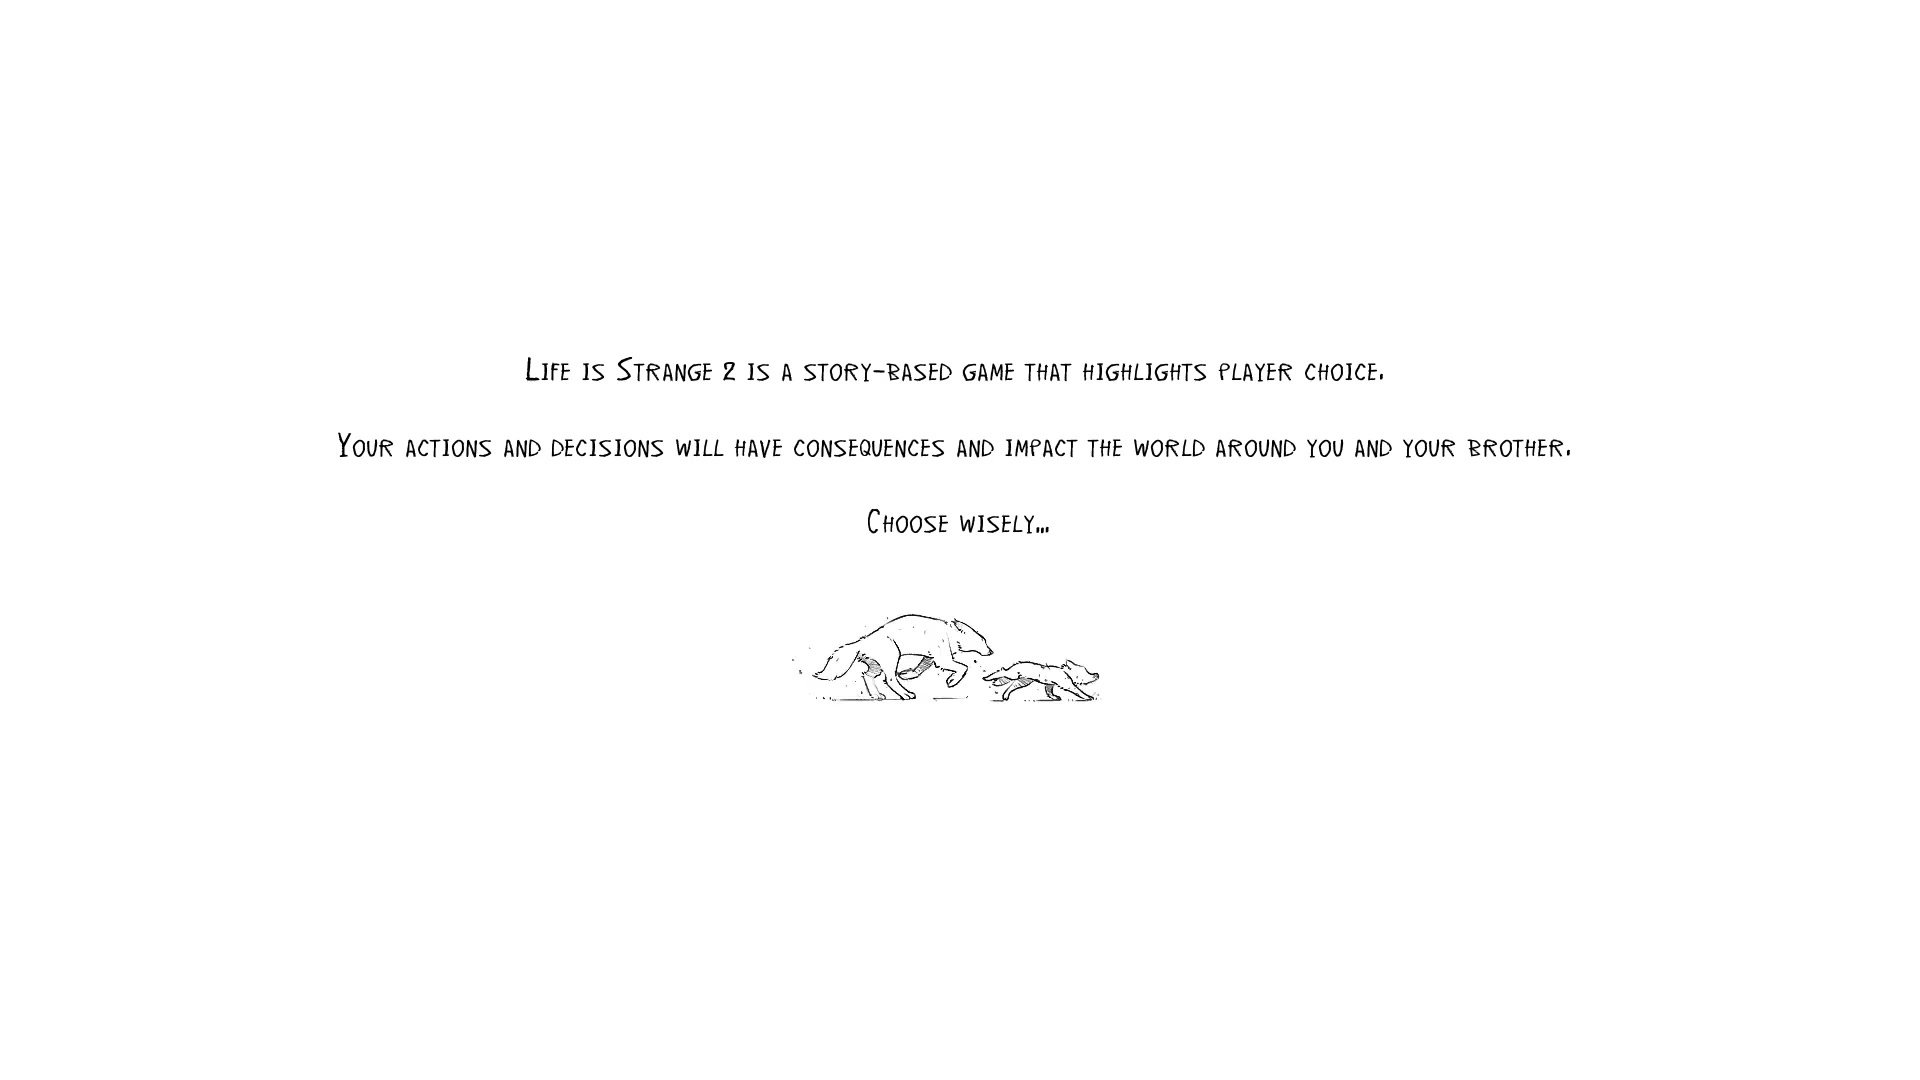 Life is Strange 2 is a story-based game that highlights player choice.
Your actions and decisions will have consequences and impact the world around you and your brother.
Choose wisely...